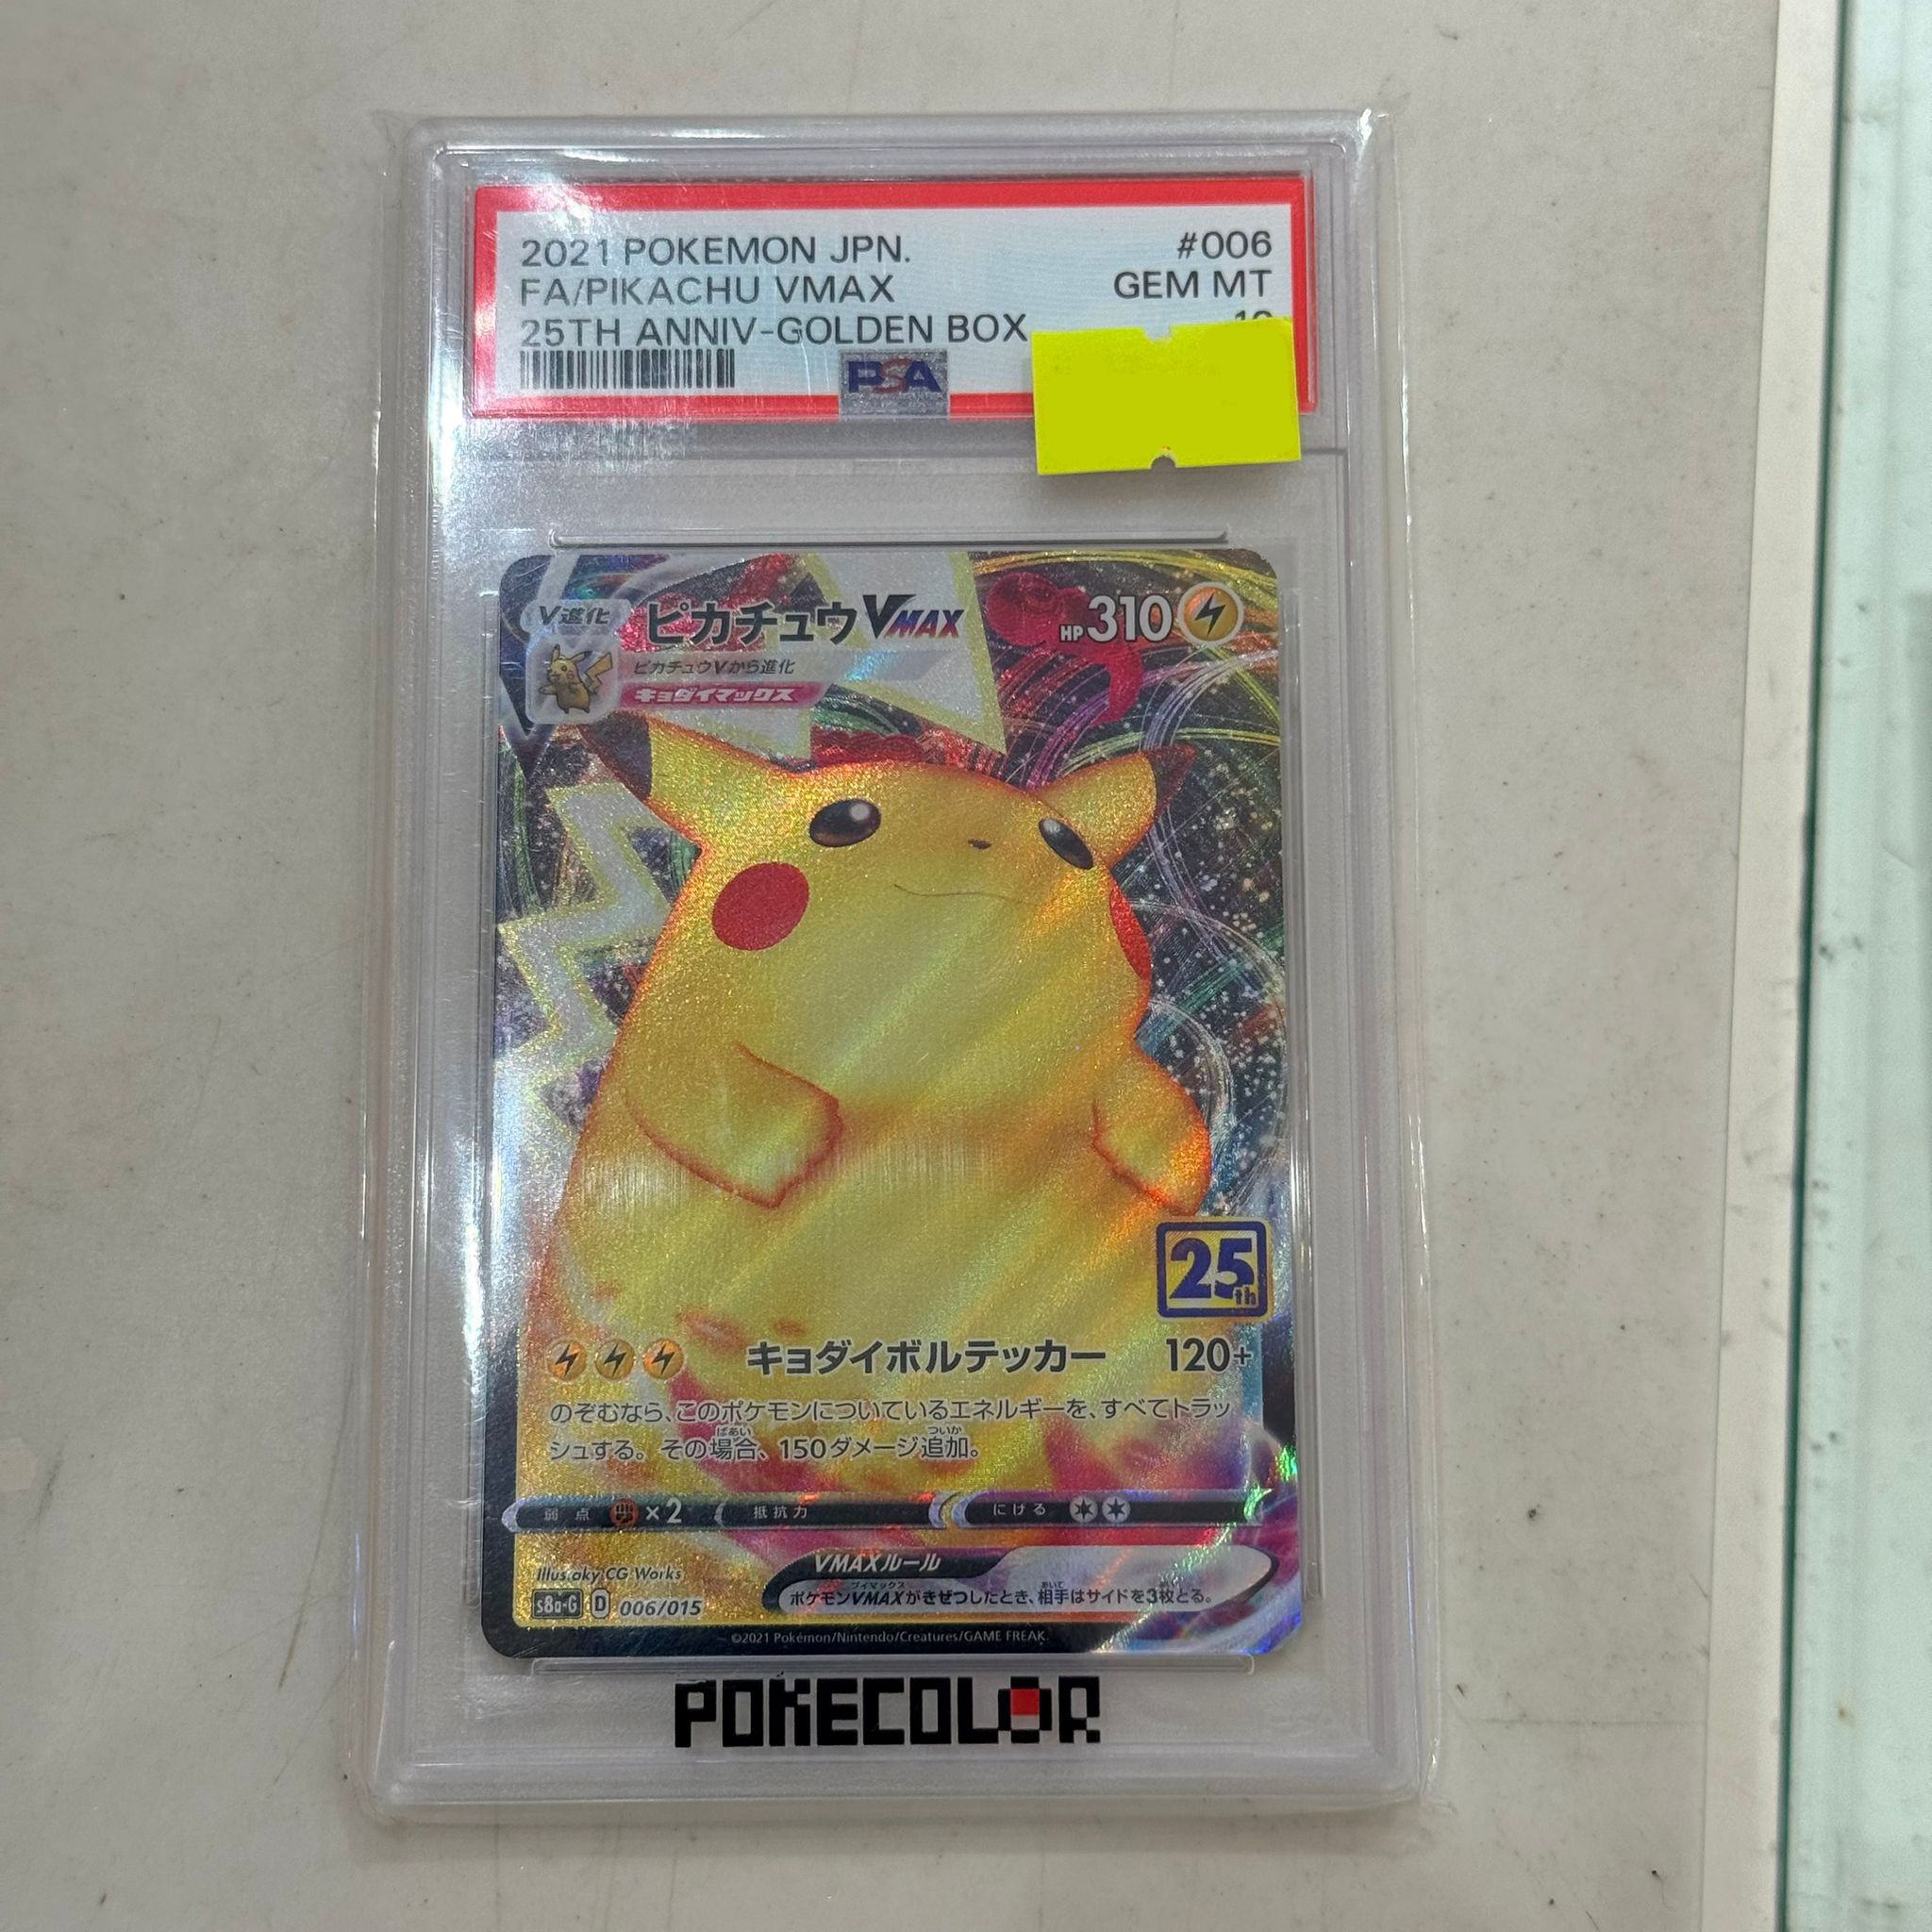 2021 POKEMON JPN. #006
FA/PIKACHU VMAX GEM MT
25TH ANNIV-GOLDEN BOX
PSA
V進化 ピカチュウVMAX HP310
ピカチュウVから進化
キョダイマックス
25th
キョダイボルテッカー 120+
のぞむなら、このポケモンについているエネルギーを、すべてトラッ
シュする。その場合、150ダメージ追加。
弱点 ×2 抵抗力 にげる
VMAXルール
ポケモンVMAXがきぜつしたとき、相手はサイドを3枚とる。
Illus.aky CG Works
s8a-G D 006/015
©2021 Pokémon/Nintendo/Creatures/GAME FREAK.
POKECOLOR